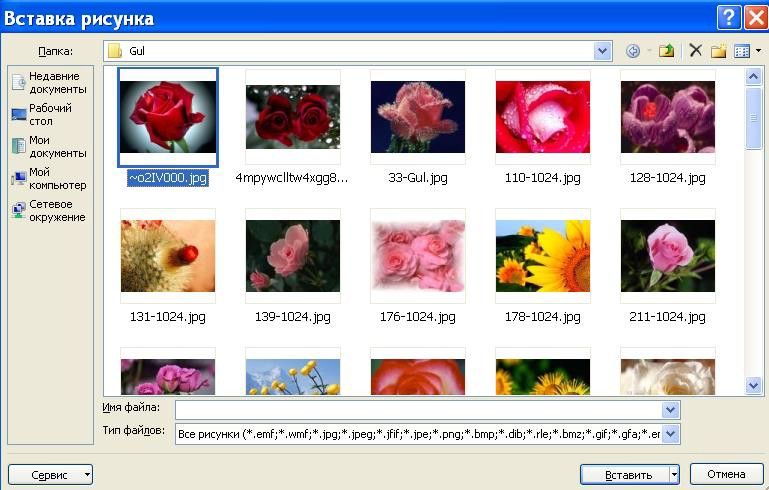 Вставка рисунка
Папка:
Gul
Недавние
документы
Рабочий
стол
Мои
документы
Мой
компьютер
Сетевое
окружение
~o2IV000.jpg
4mpywclltw4xgg8...
33-Gul.jpg
110-1024.jpg
128-1024.jpg
131-1024.jpg
139-1024.jpg
176-1024.jpg
178-1024.jpg
211-1024.jpg
Имя файла:
Тип файлов:
Все рисунки (*.emf;*.wmf;*.jpg;*.jpeg;*.jfif;*.jpe;*.png;*.bmp;*.dib;*.rle;*.bmz;*.gif;*.gfa;*.er
Сервис
Вставить
Отмена